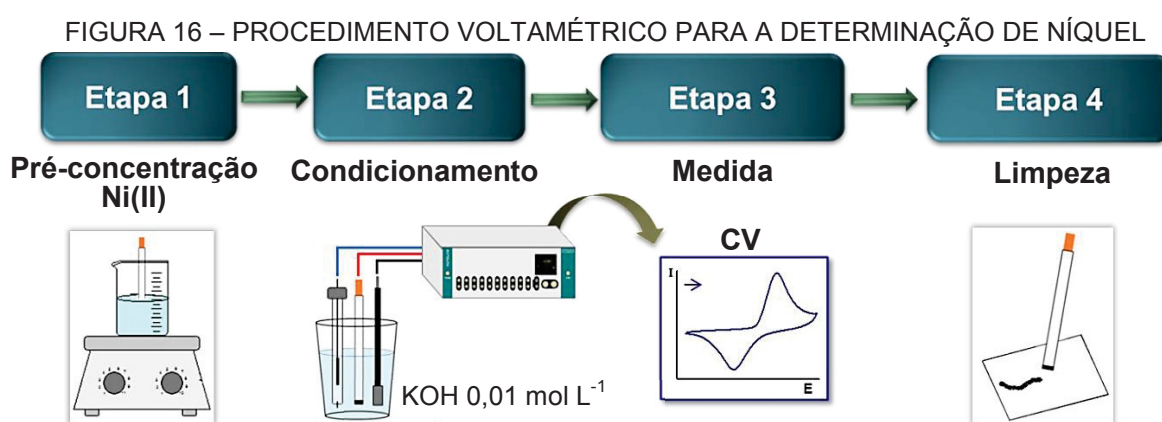 FIGURA 16 – PROCEDIMENTO VOLTAMÉTRICO PARA A DETERMINAÇÃO DE NÍQUEL
Etapa 1
Etapa 2
Etapa 3
Etapa 4
Pré-concentração
Ni(II)
Condicionamento
Medida
Limpeza
CV
I
E
KOH 0,01 mol L⁻¹